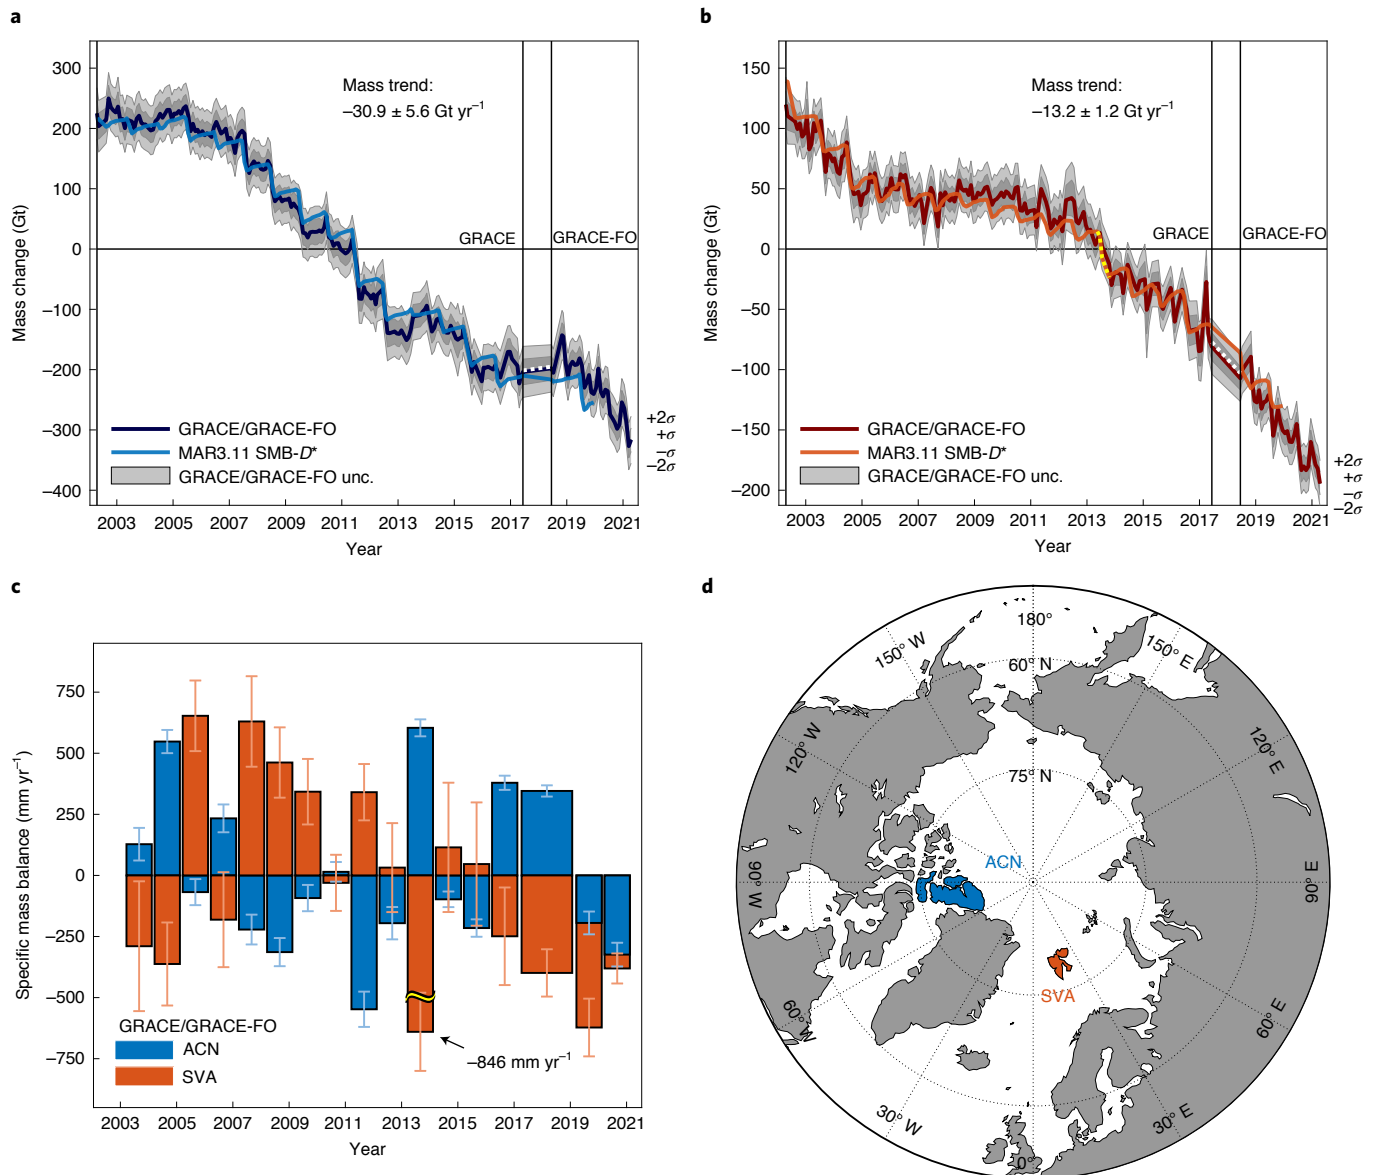 a
300
200
100
0
−100
−200
−300
−400
Mass change (Gt)
Mass trend:
−30.9 ± 5.6 Gt yr⁻¹
GRACE
GRACE-FO
GRACE/GRACE-FO
MAR3.11 SMB-D*
GRACE/GRACE-FO unc.
+2σ
+σ
−σ
−2σ
2003 2005 2007 2009 2011 2013 2015 2017 2019 2021
Year
b
150
100
50
0
−50
−100
−150
−200
Mass change (Gt)
Mass trend:
−13.2 ± 1.2 Gt yr⁻¹
GRACE
GRACE-FO
GRACE/GRACE-FO
MAR3.11 SMB-D*
GRACE/GRACE-FO unc.
+2σ
+σ
−σ
−2σ
2003 2005 2007 2009 2011 2013 2015 2017 2019 2021
Year
c
750
500
250
0
−250
−500
−750
Specific mass balance (mm yr⁻¹)
GRACE/GRACE-FO
ACN
SVA
−846 mm yr⁻¹
2003 2005 2007 2009 2011 2013 2015 2017 2019 2021
Year
d
180°
150° W
150° E
60° N
120° W
120° E
75° N
ACN
90° W
90° E
SVA
60° W
60° E
30° W
30° E
0°